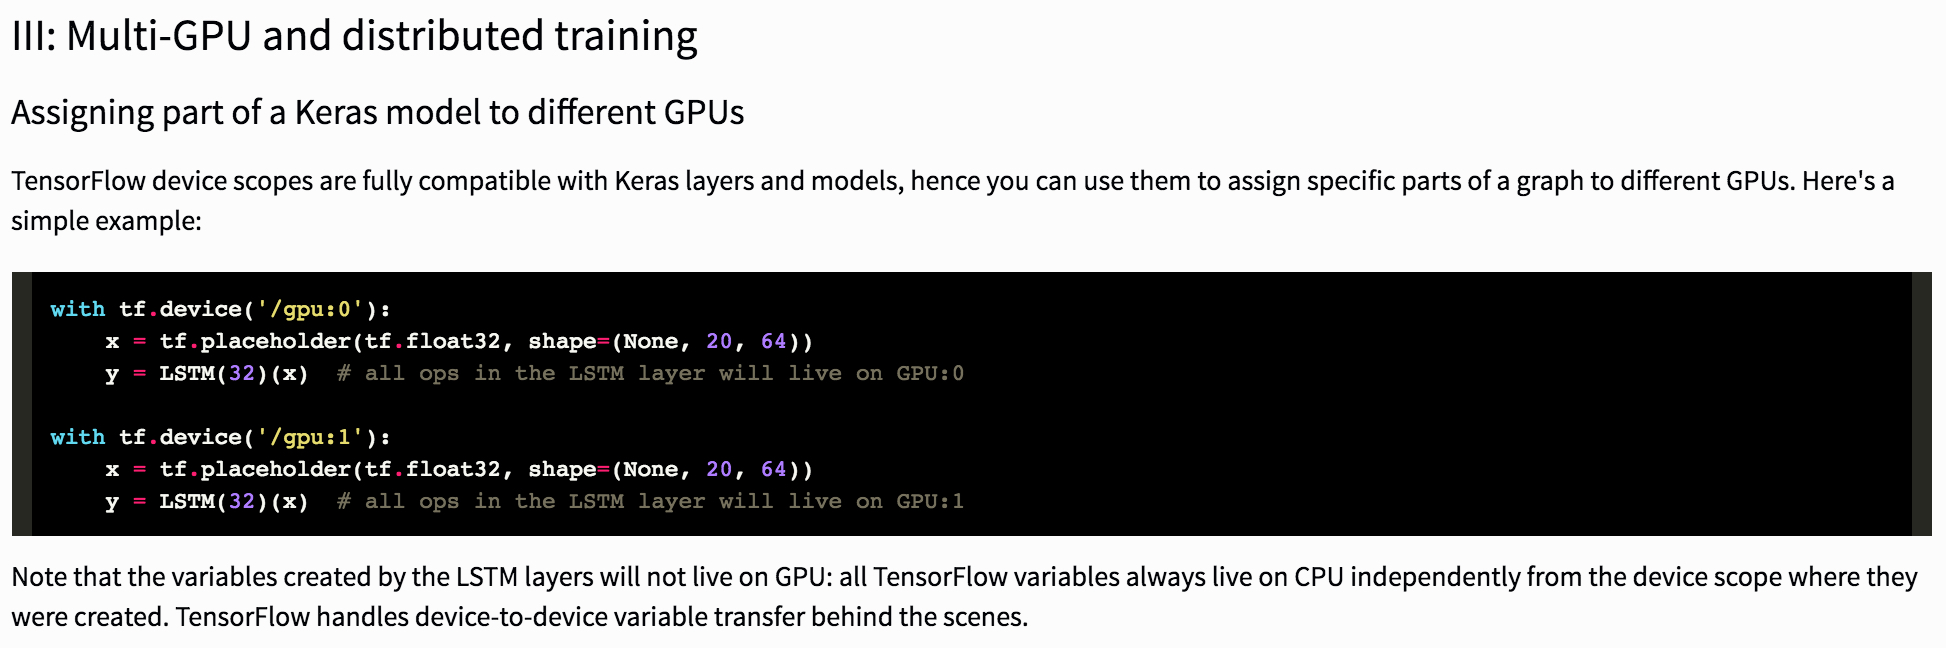 III: Multi-GPU and distributed training
Assigning part of a Keras model to different GPUs
TensorFlow device scopes are fully compatible with Keras layers and models, hence you can use them to assign specific parts of a graph to different GPUs. Here's a
simple example:
with tf.device('/gpu:0'):
    x = tf.placeholder(tf.float32, shape=(None, 20, 64))
    y = LSTM(32)(x)  # all ops in the LSTM layer will live on GPU:0
with tf.device('/gpu:1'):
    x = tf.placeholder(tf.float32, shape=(None, 20, 64))
    y = LSTM(32)(x)  # all ops in the LSTM layer will live on GPU:1
Note that the variables created by the LSTM layers will not live on GPU: all TensorFlow variables always live on CPU independently from the device scope where they
were created. TensorFlow handles device-to-device variable transfer behind the scenes.